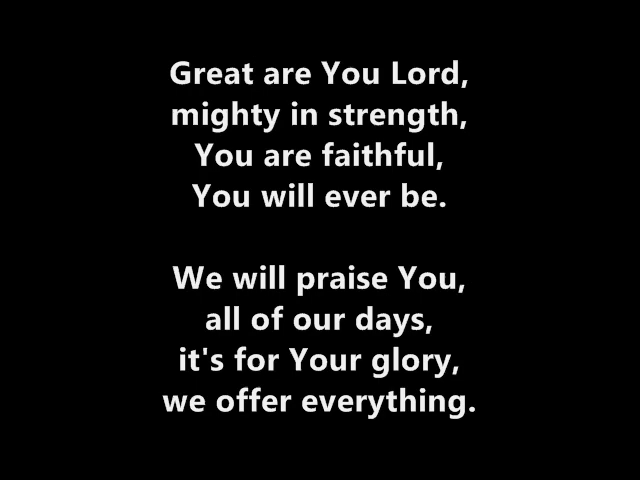 Great are You Lord,
mighty in strength,
You are faithful,
You will ever be.
We will praise You,
all of our days,
it's for Your glory,
we offer everything.